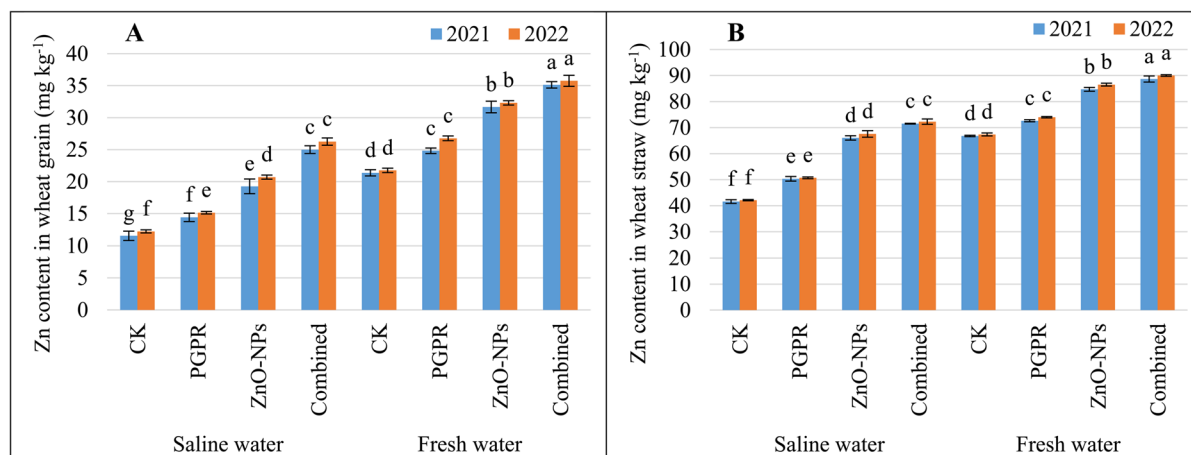 A
2021 2022
Zn content in wheat grain (mg kg-1)
40
35
30
25
20
15
10
5
0
g f
f e
e d
c c
d d
c c
b b
a a
CK
PGPR
ZnO-NPs
Combined
CK
PGPR
ZnO-NPs
Combined
Saline water
Fresh water
B
2021 2022
Zn content in wheat straw (mg kg-1)
100
90
80
70
60
50
40
30
20
10
0
f f
e e
d d
c c
d d
c c
b b
a a
CK
PGPR
ZnO-NPs
Combined
CK
PGPR
ZnO-NPs
Combined
Saline water
Fresh water